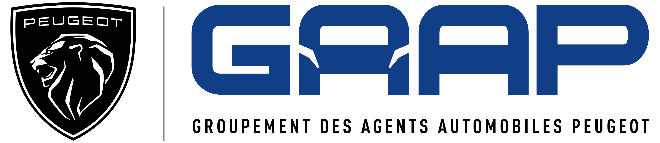 PEUGEOT
GAAP
GROUPEMENT DES AGENTS AUTOMOBILES PEUGEOT